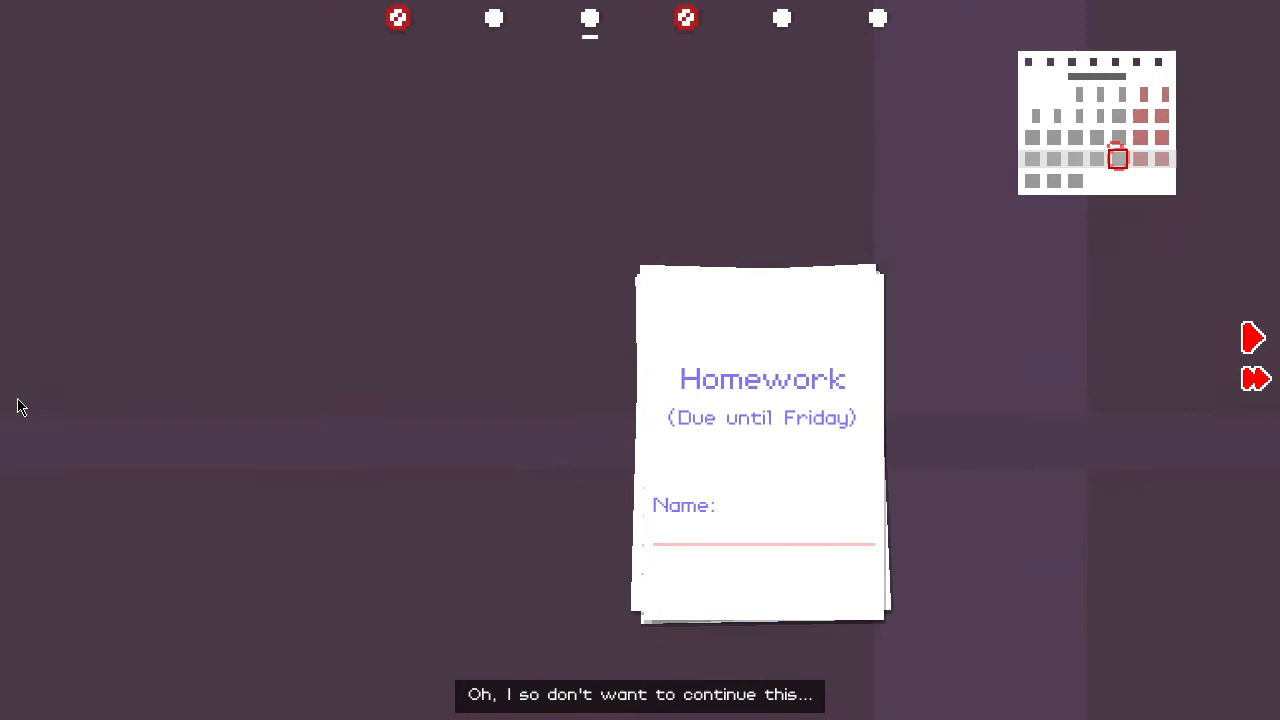 Homework
(Due until Friday)
Name:
Oh, I so don't want to continue this...